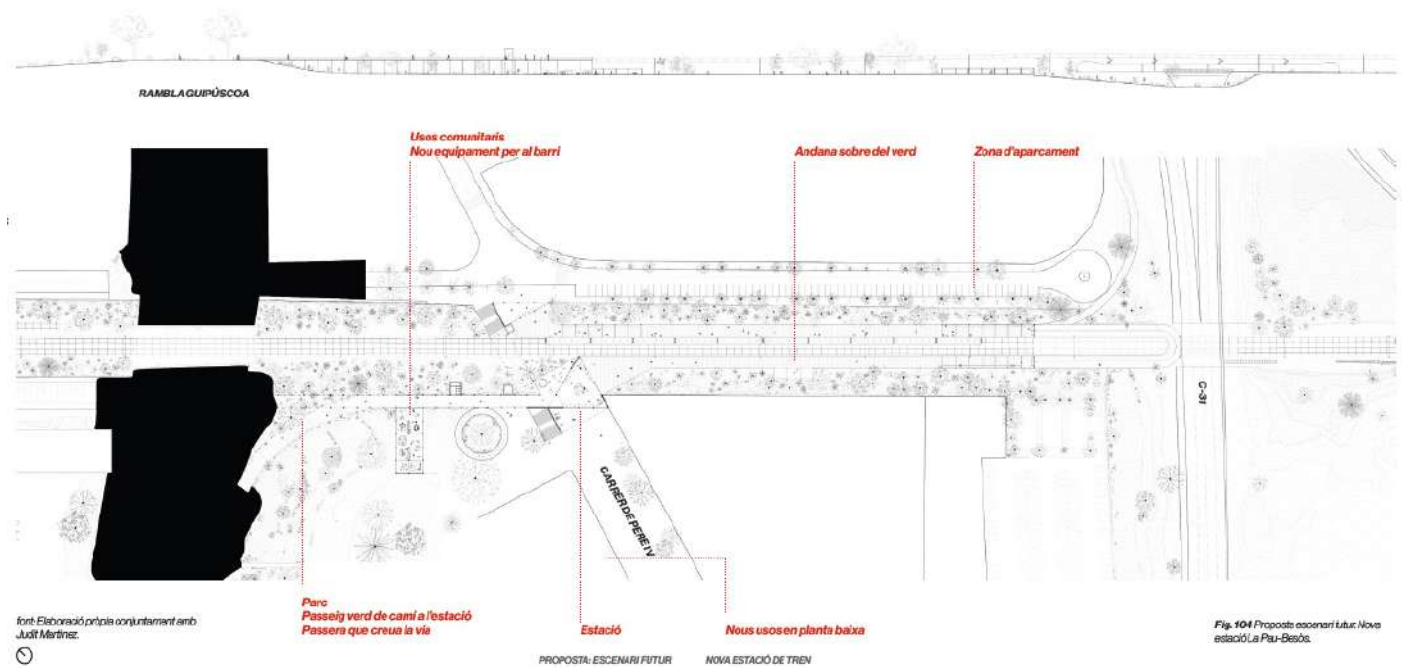 RAMBLA GUIPÚSCOA
Usos comunitaris
Nou equipament per al barri
Andana sobre del verd
Zona d'aparcament
C-31
CARRER DE PERE IV
Parc
Passeig verd de camí a l'estació
Passera que creua la via
Estació
Nous usos en planta baixa
font: Elaboració pròpia conjuntament amb
Judit Martínez.
Fig. 104 Proposta escenari futur. Nova
estació La Pau-Besòs.
PROPOSTA: ESCENARI FUTUR
NOVA ESTACIÓ DE TREN